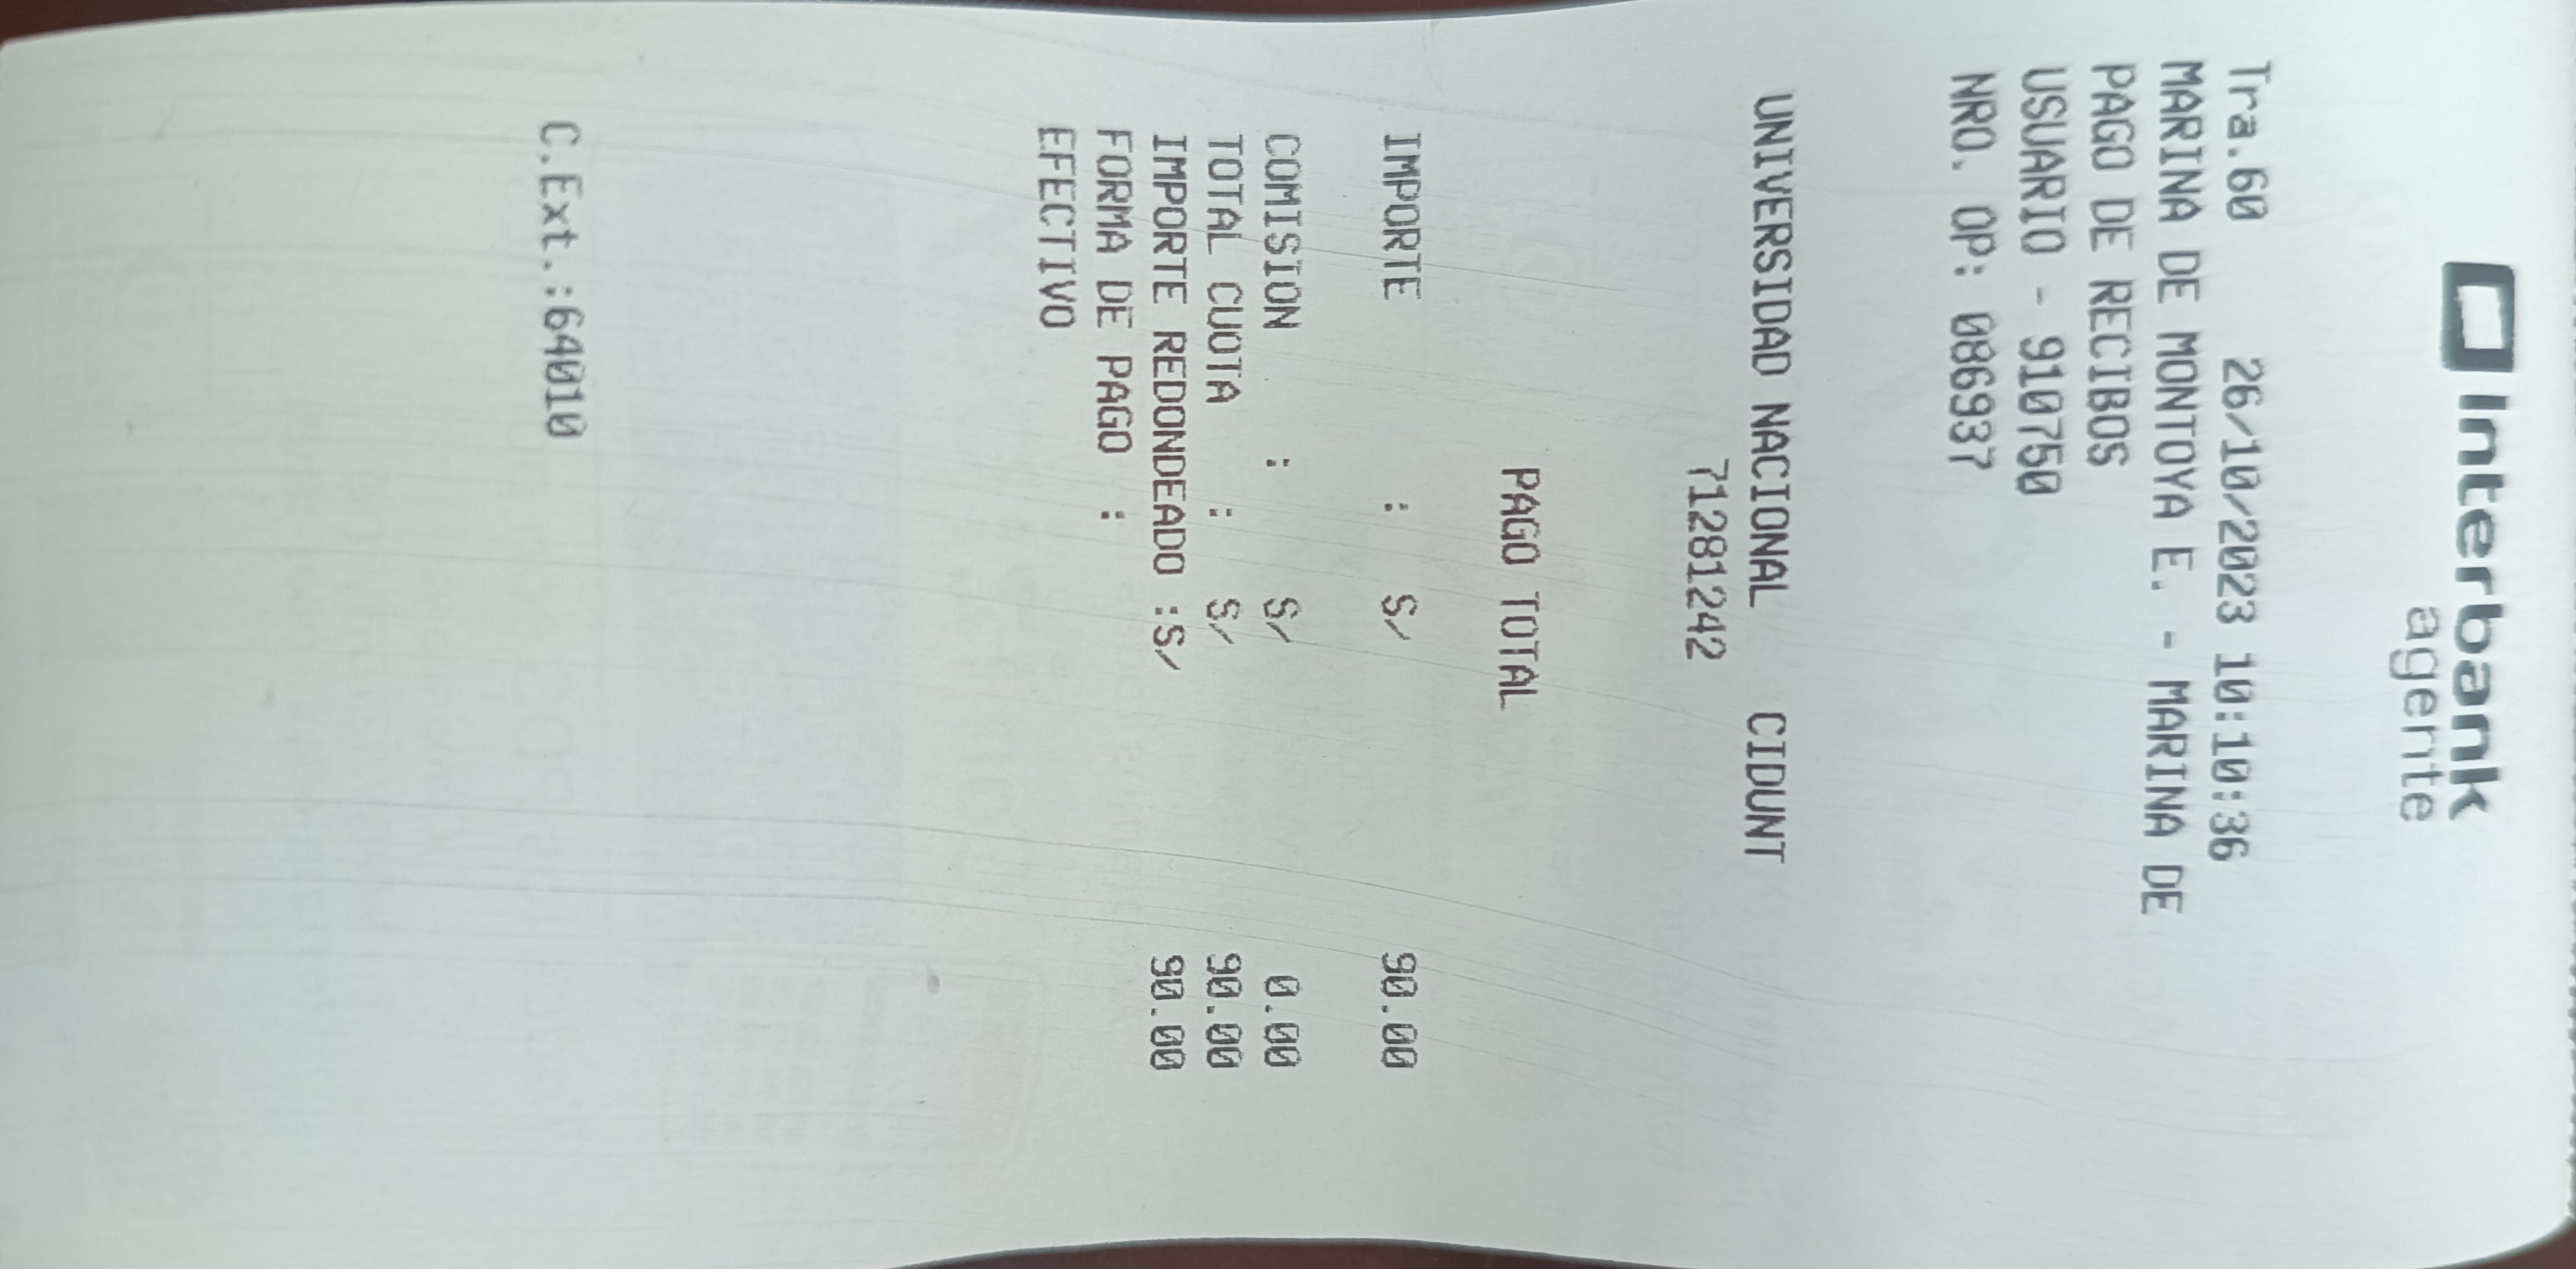 Interbank
agente
Tra.60 26/10/2023 10:10:36
MARINA DE MONTOYA E. - MARINA DE
PAGO DE RECIBOS
USUARIO - 910750
NRO. OP: 086937
UNIVERSIDAD NACIONAL CIDUNT
71281242
PAGO TOTAL
IMPORTE : S/ 90.00
COMISION : S/ 0.00
TOTAL CUOTA : S/ 90.00
IMPORTE REDONDEADO :S/ 90.00
FORMA DE PAGO :
EFECTIVO
C.Ext.:64010